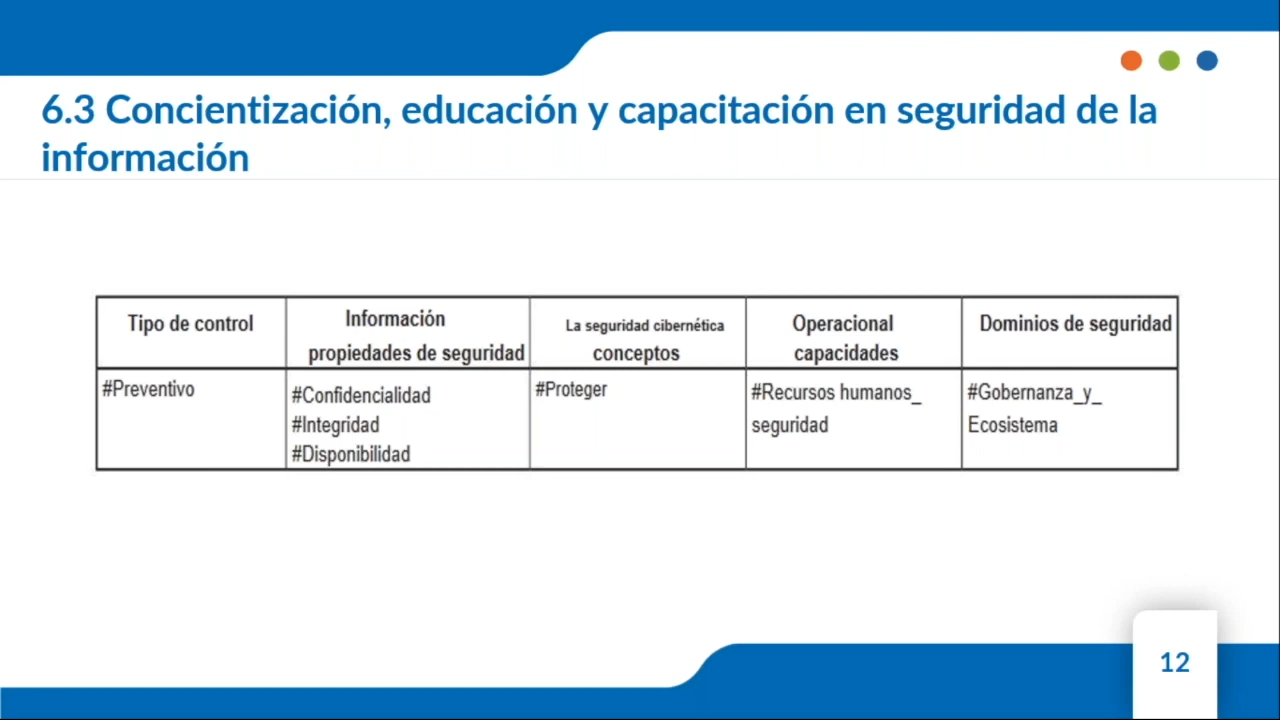 6.3 Concientización, educación y capacitación en seguridad de la
información
Tipo de control
Información
propiedades de seguridad
La seguridad cibernética
conceptos
Operacional
capacidades
Dominios de seguridad
#Preventivo
#Confidencialidad
#Integridad
#Disponibilidad
#Proteger
#Recursos humanos_
seguridad
#Gobernanza_y_
Ecosistema
12